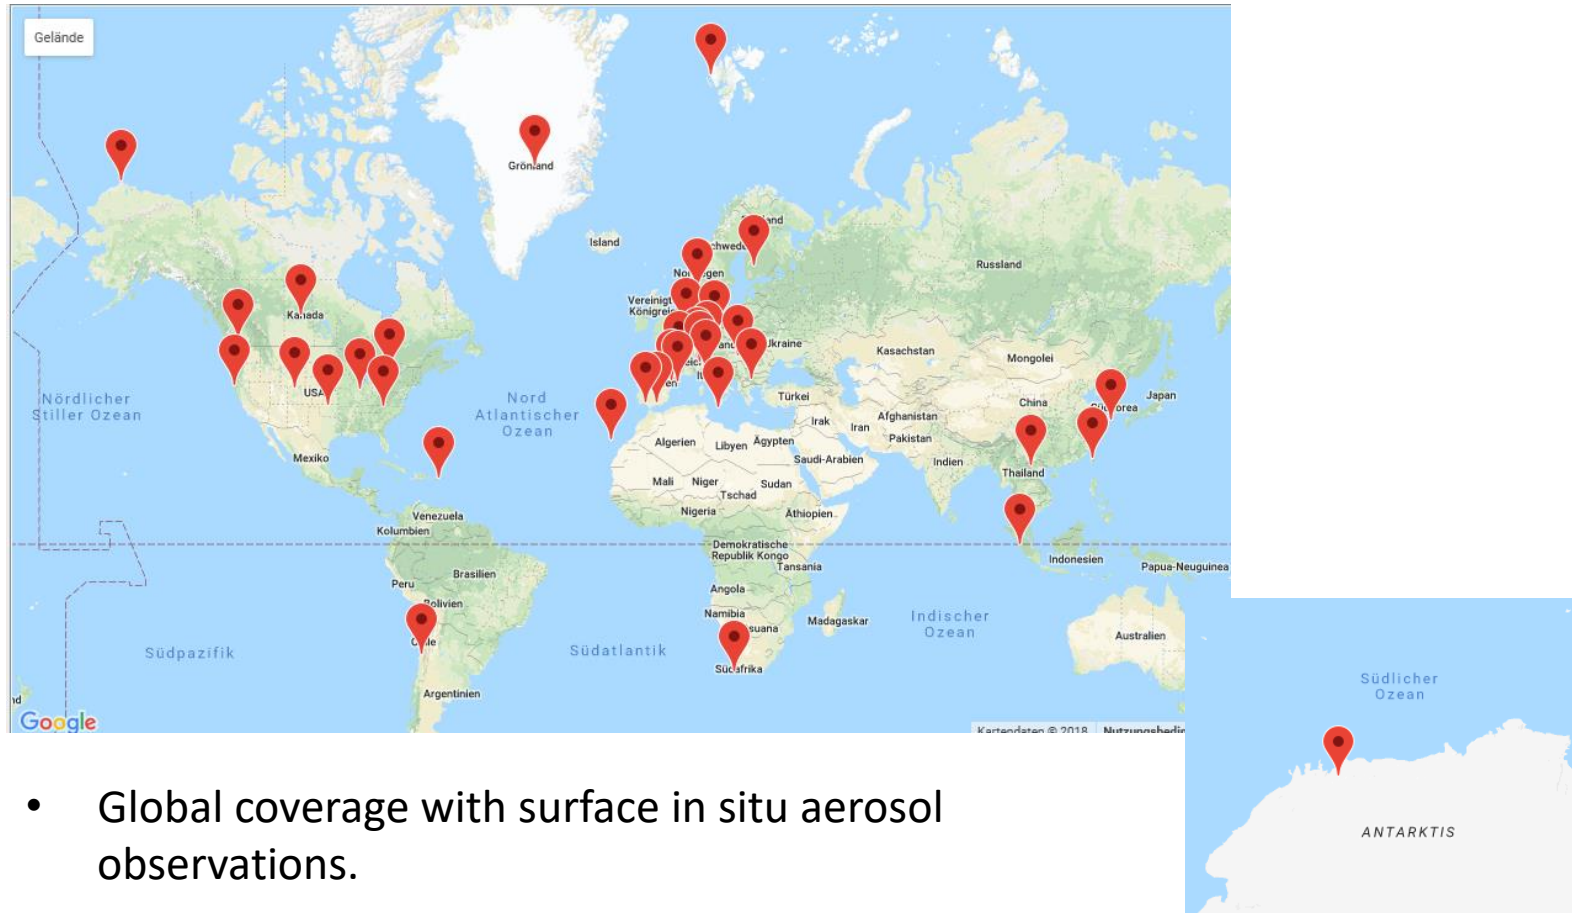 Gelände
Grönland
Island
Russland
Kanada
Kasachstan
Mongolei
Nördlicher
Stiller Ozean
USA
Nord
Atlantischer
Ozean
Türkei
China
Japan
Irak
Iran
Afghanistan
Pakistan
Algerien
Libyen
Ägypten
Saudi-Arabien
Indien
Mexiko
Thailand
Mali
Niger
Tschad
Sudan
Nigeria
Äthiopien
Venezuela
Kolumbien
Demokratische
Republik Kongo
Tansania
Indonesien
Papua-Neuguinea
Peru
Brasilien
Angola
Namibia
Madagaskar
Indischer
Ozean
Australien
Südpazifik
Südatlantik
Südafrika
Argentinien
Google
Kartendaten © 2018
Südlicher
Ozean
ANTARKTIS
• Global coverage with surface in situ aerosol
observations.